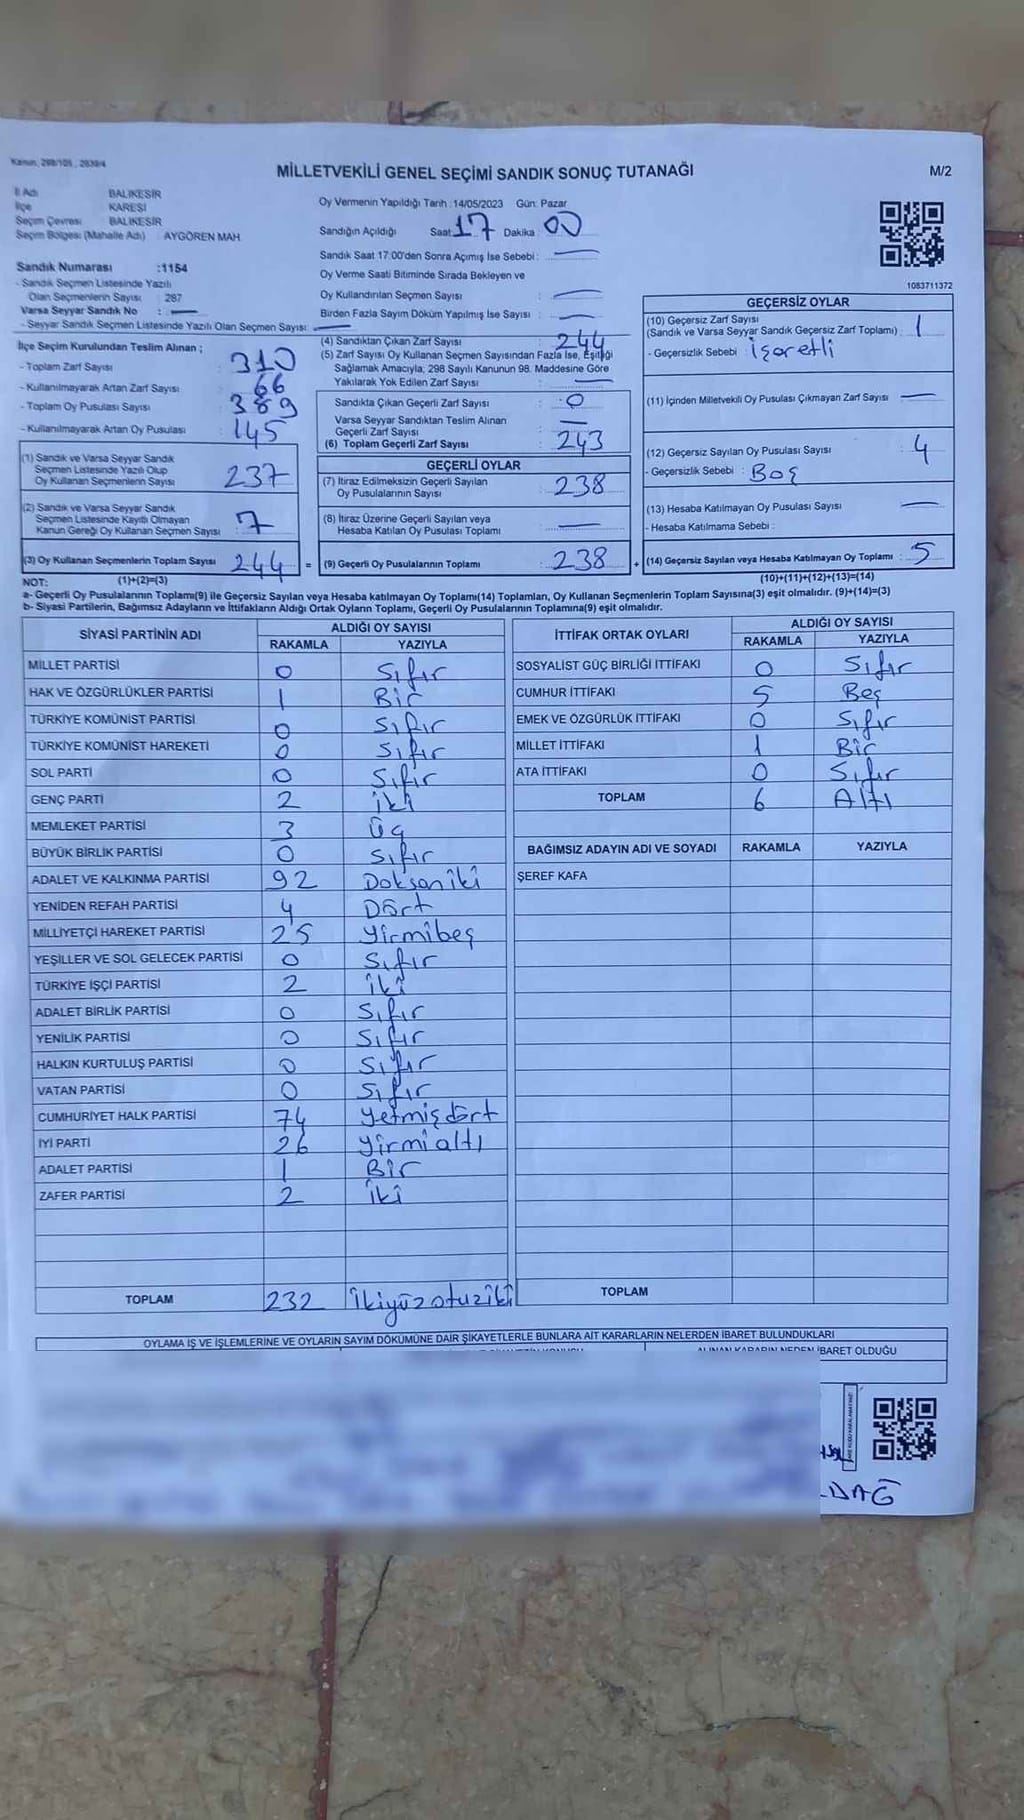 Kanun, 298/105, 2839/4
MİLLETVEKİLİ GENEL SEÇİMİ SANDIK SONUÇ TUTANAĞI
M/2
İl Adı BALIKESİR
İlçe KARESİ
Seçim Çevresi BALIKESİR
Seçim Bölgesi (Mahalle Adı) : AYGÖREN MAH
Sandık Numarası :1154
- Sandık Seçmen Listesinde Yazılı
Olan Seçmenlerin Sayısı : 287
Varsa Seyyar Sandık No : —
- Seyyar Sandık Seçmen Listesinde Yazılı Olan Seçmen Sayısı: —
Oy Vermenin Yapıldığı Tarih :14/05/2023 Gün: Pazar
Sandığın Açıldığı Saat: 17 Dakika : 00
Sandık Saat 17:00'den Sonra Açımış İse Sebebi : —
Oy Verme Saati Bitiminde Sırada Bekleyen ve
Oy Kullandırılan Seçmen Sayısı : —
Birden Fazla Sayım Döküm Yapılmış İse Sayısı : —
1083711372
İlçe Seçim Kurulundan Teslim Alınan ;
- Toplam Zarf Sayısı : 310
- Kullanılmayarak Artan Zarf Sayısı : 66
- Toplam Oy Pusulası Sayısı : 389
- Kullanılmayarak Artan Oy Pusulası : 145
(1) Sandık ve Varsa Seyyar Sandık
Seçmen Listesinde Yazılı Olup
Oy Kullanan Seçmenlerin Sayısı : 237
(2) Sandık ve Varsa Seyyar Sandık
Seçmen Listesinde Kayıtlı Olmayan
Kanun Gereği Oy Kullanan Seçmen Sayısı : 7
(3) Oy Kullanan Seçmenlerin Toplam Sayısı : 244 =
(4) Sandıktan Çıkan Zarf Sayısı : 244
(5) Zarf Sayısı Oy Kullanan Seçmen Sayısından Fazla İse, Eşitliği
Sağlamak Amacıyla, 298 Sayılı Kanunun 98. Maddesine Göre
Yakılarak Yok Edilen Zarf Sayısı : —
Sandıkta Çıkan Geçerli Zarf Sayısı : 0
Varsa Seyyar Sandıktan Teslim Alınan
Geçerli Zarf Sayısı : —
(6) Toplam Geçerli Zarf Sayısı : 243
GEÇERLİ OYLAR
(7) İtiraz Edilmeksizin Geçerli Sayılan
Oy Pusulalarının Sayısı : 238
(8) İtiraz Üzerine Geçerli Sayılan veya
Hesaba Katılan Oy Pusulası Toplamı : —
(9) Geçerli Oy Pusulalarının Toplamı : 238 +
GEÇERSİZ OYLAR
(10) Geçersiz Zarf Sayısı
(Sandık ve Varsa Seyyar Sandık Geçersiz Zarf Toplamı) : 1
- Geçersizlik Sebebi : İşaretli
(11) İçinden Milletvekili Oy Pusulası Çıkmayan Zarf Sayısı : —
(12) Geçersiz Sayılan Oy Pusulası Sayısı : 4
- Geçersizlik Sebebi : Boş
(13) Hesaba Katılmayan Oy Pusulası Sayısı : —
- Hesaba Katılmama Sebebi :
(14) Geçersiz Sayılan veya Hesaba Katılmayan Oy Toplamı : 5
NOT: (1)+(2)=(3)
(10)+(11)+(12)+(13)=(14)
a- Geçerli Oy Pusulalarının Toplamı(9) ile Geçersiz Sayılan veya Hesaba katılmayan Oy Toplamı(14) Toplamları, Oy Kullanan Seçmenlerin Toplam Sayısına(3) eşit olmalıdır. (9)+(14)=(3)
b- Siyasi Partilerin, Bağımsız Adayların ve İttifakların Aldığı Ortak Oyların Toplamı, Geçerli Oy Pusulalarının Toplamına(9) eşit olmalıdır.
SİYASİ PARTİNİN ADI ALDIĞI OY SAYISI
RAKAMLA YAZIYLA
MİLLET PARTİSİ 0 Sıfır
HAK VE ÖZGÜRLÜKLER PARTİSİ 1 Bir
TÜRKİYE KOMÜNİST PARTİSİ 0 Sıfır
TÜRKİYE KOMÜNİST HAREKETİ 0 Sıfır
SOL PARTİ 0 Sıfır
GENÇ PARTİ 2 İki
MEMLEKET PARTİSİ 3 Üç
BÜYÜK BİRLİK PARTİSİ 0 Sıfır
ADALET VE KALKINMA PARTİSİ 92 Doksaniki
YENİDEN REFAH PARTİSİ 4 Dört
MİLLİYETÇİ HAREKET PARTİSİ 25 Yirmibeş
YEŞİLLER VE SOL GELECEK PARTİSİ 0 Sıfır
TÜRKİYE İŞÇİ PARTİSİ 2 İki
ADALET BİRLİK PARTİSİ 0 Sıfır
YENİLİK PARTİSİ 0 Sıfır
HALKIN KURTULUŞ PARTİSİ 0 Sıfır
VATAN PARTİSİ 0 Sıfır
CUMHURİYET HALK PARTİSİ 74 Yetmişdört
İYİ PARTİ 26 Yirmialtı
ADALET PARTİSİ 1 Bir
ZAFER PARTİSİ 2 İki
TOPLAM 232 İkiyüzotuziki
İTTİFAK ORTAK OYLARI ALDIĞI OY SAYISI
RAKAMLA YAZIYLA
SOSYALİST GÜÇ BİRLİĞİ İTTİFAKI 0 Sıfır
CUMHUR İTTİFAKI 5 Beş
EMEK VE ÖZGÜRLÜK İTTİFAKI 0 Sıfır
MİLLET İTTİFAKI 1 Bir
ATA İTTİFAKI 0 Sıfır
TOPLAM 6 Altı
BAĞIMSIZ ADAYIN ADI VE SOYADI RAKAMLA YAZIYLA
ŞEREF KAFA
TOPLAM
OYLAMA İŞ VE İŞLEMLERİNE VE OYLARIN SAYIM DÖKÜMÜNE DAİR ŞİKAYETLERLE BUNLARA AİT KARARLARIN NELERDEN İBARET BULUNDUKLARI
ALINAN KARARIN NEDEN İBARET OLDUĞU
DAĞ